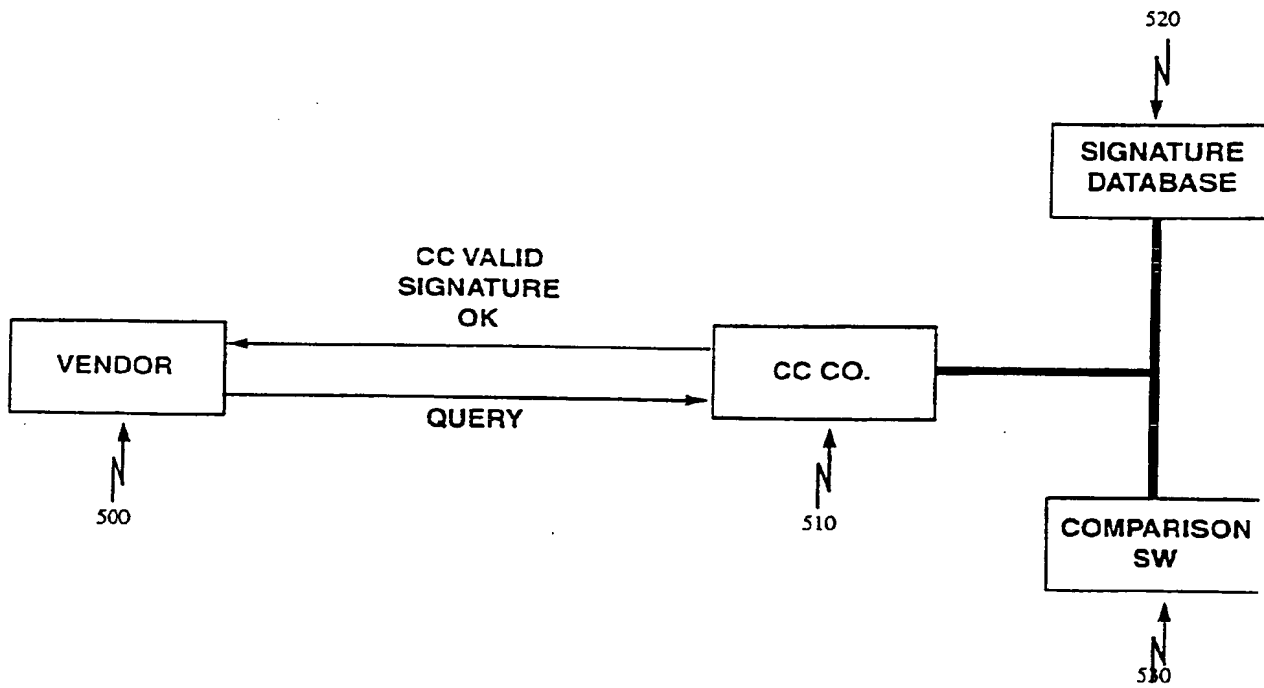 520
SIGNATURE
DATABASE
CC VALID
SIGNATURE
OK
VENDOR
CC CO.
QUERY
500
510
COMPARISON
SW
530